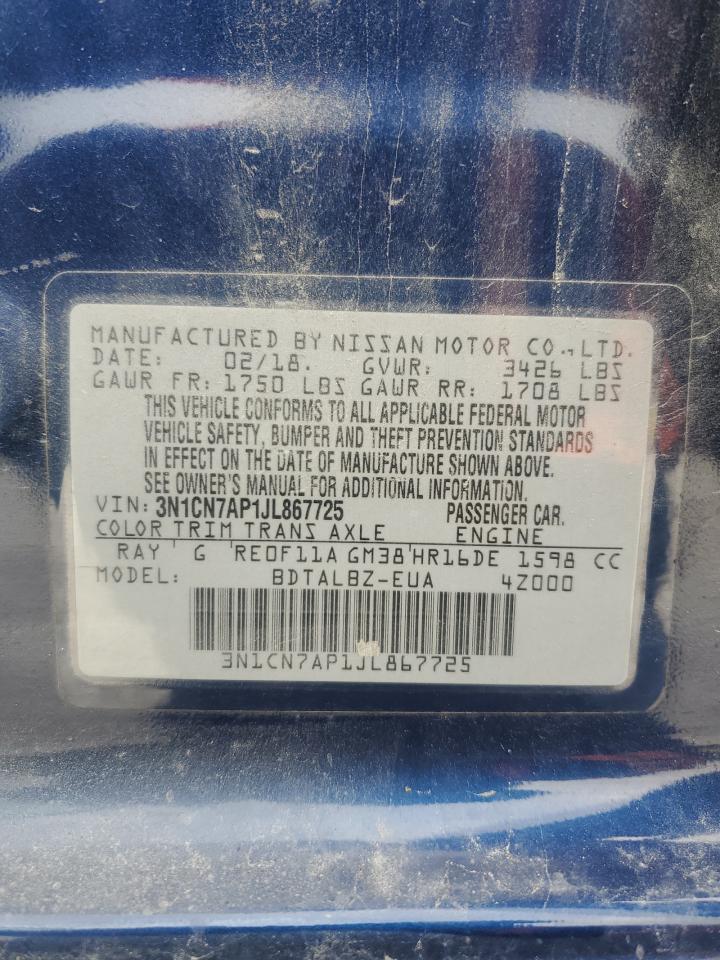 MANUFACTURED BY NISSAN MOTOR CO., LTD.
DATE: 02/18. GVWR: 3426 LBS
GAWR FR: 1750 LBS GAWR RR: 1708 LBS
THIS VEHICLE CONFORMS TO ALL APPLICABLE FEDERAL MOTOR
VEHICLE SAFETY, BUMPER AND THEFT PREVENTION STANDARDS
IN EFFECT ON THE DATE OF MANUFACTURE SHOWN ABOVE.
SEE OWNER'S MANUAL FOR ADDITIONAL INFORMATION.
VIN: 3N1CN7AP1JL867725 PASSENGER CAR.
COLOR TRIM TRANS AXLE ENGINE
RAY G RE0F11A GM38 HR16DE 1598 CC
MODEL: BDTALBZ-EUA 4Z000
3N1CN7AP1JL867725